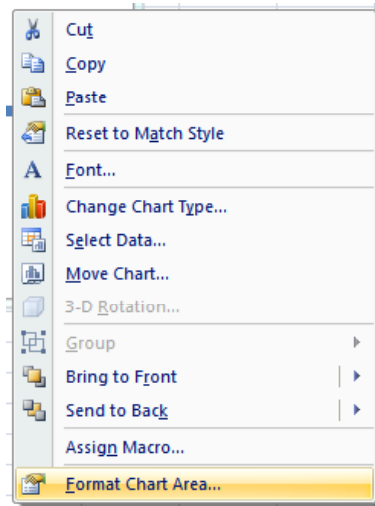 Cut
Copy
Paste
Reset to Match Style
Font...
Change Chart Type...
Select Data...
Move Chart...
3-D Rotation...
Group
Bring to Front
Send to Back
Assign Macro...
Format Chart Area...